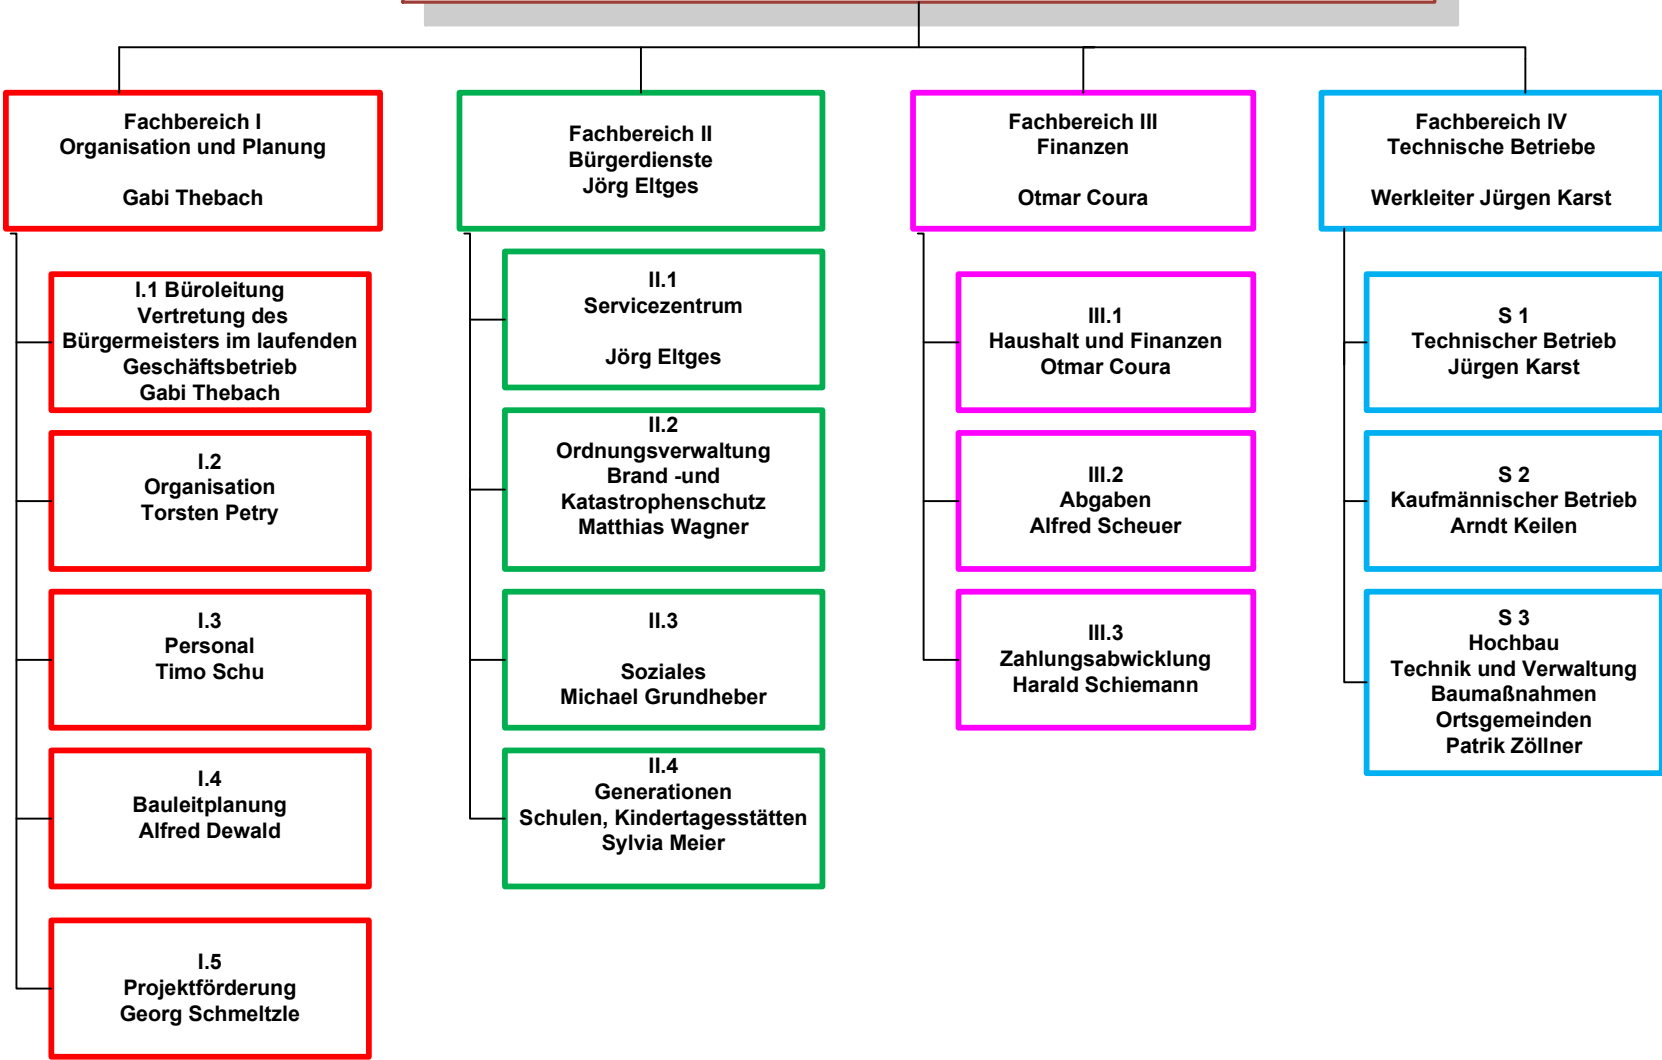 Fachbereich I
Organisation und Planung
Gabi Thebach
I.1 Büroleitung
Vertretung des
Bürgermeisters im laufenden
Geschäftsbetrieb
Gabi Thebach
I.2
Organisation
Torsten Petry
I.3
Personal
Timo Schu
I.4
Bauleitplanung
Alfred Dewald
I.5
Projektförderung
Georg Schmeltzle
Fachbereich II
Bürgerdienste
Jörg Eltges
II.1
Servicezentrum
Jörg Eltges
II.2
Ordnungsverwaltung
Brand -und
Katastrophenschutz
Matthias Wagner
II.3
Soziales
Michael Grundheber
II.4
Generationen
Schulen, Kindertagesstätten
Sylvia Meier
Fachbereich III
Finanzen
Otmar Coura
III.1
Haushalt und Finanzen
Otmar Coura
III.2
Abgaben
Alfred Scheuer
III.3
Zahlungsabwicklung
Harald Schiemann
Fachbereich IV
Technische Betriebe
Werkleiter Jürgen Karst
S 1
Technischer Betrieb
Jürgen Karst
S 2
Kaufmännischer Betrieb
Arndt Keilen
S 3
Hochbau
Technik und Verwaltung
Baumaßnahmen
Ortsgemeinden
Patrik Zöllner